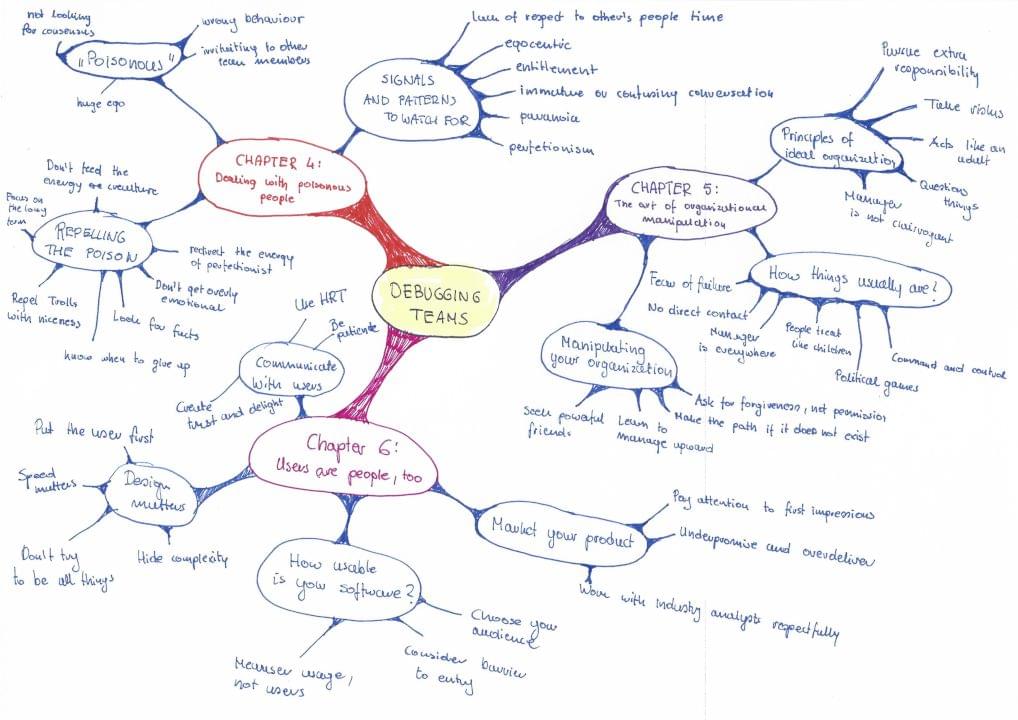 not looking
for consensus
"Poisonous"
wrong behaviour
irritating to other
team members
huge ego
SIGNALS
AND PATTERNS
TO WATCH FOR
lack of respect to other's people time
egocentric
entitlement
immature or confusing conversation
paranoia
perfetionism
CHAPTER 4:
Dealing with poisonous
people
Don't feed the
energy creature
Focus on
the long
term
REPELLING
THE POISON
redirect the energy
of perfectionist
Don't get overly
emotional
Look for facts
know when to give up
Repel Trolls
with niceness
DEBUGGING
TEAMS
CHAPTER 5:
The art of organizational
manipulation
Principles of
ideal organization
Pursue extra
responsibility
Take risks
Acts like an
adult
Questions
things
Manager
is not clairvoyant
How things usually are?
Fear of failure
No direct contact
Manager
is everywhere
People treat
like children
Political games
Command and control
Manipulating
your organization
Seek powerful
friends
Learn to
manage upward
Make the path if it does not exist
Ask for forgiveness, not permission
Chapter 6:
Users are people, too
Communicate
with users
Use HRT
Be
patiente
Create
trust and delight
Design
matters
Put the user first
Speed
matters
Don't try
to be all things
Hide complexity
How usable
is your software?
Measuer usage,
not users
Consider barrier
to entry
Choose your
audience
Market your product
Pay attention to first impressions
Underpromise and overdeliver
Work with industry analysts respectfully